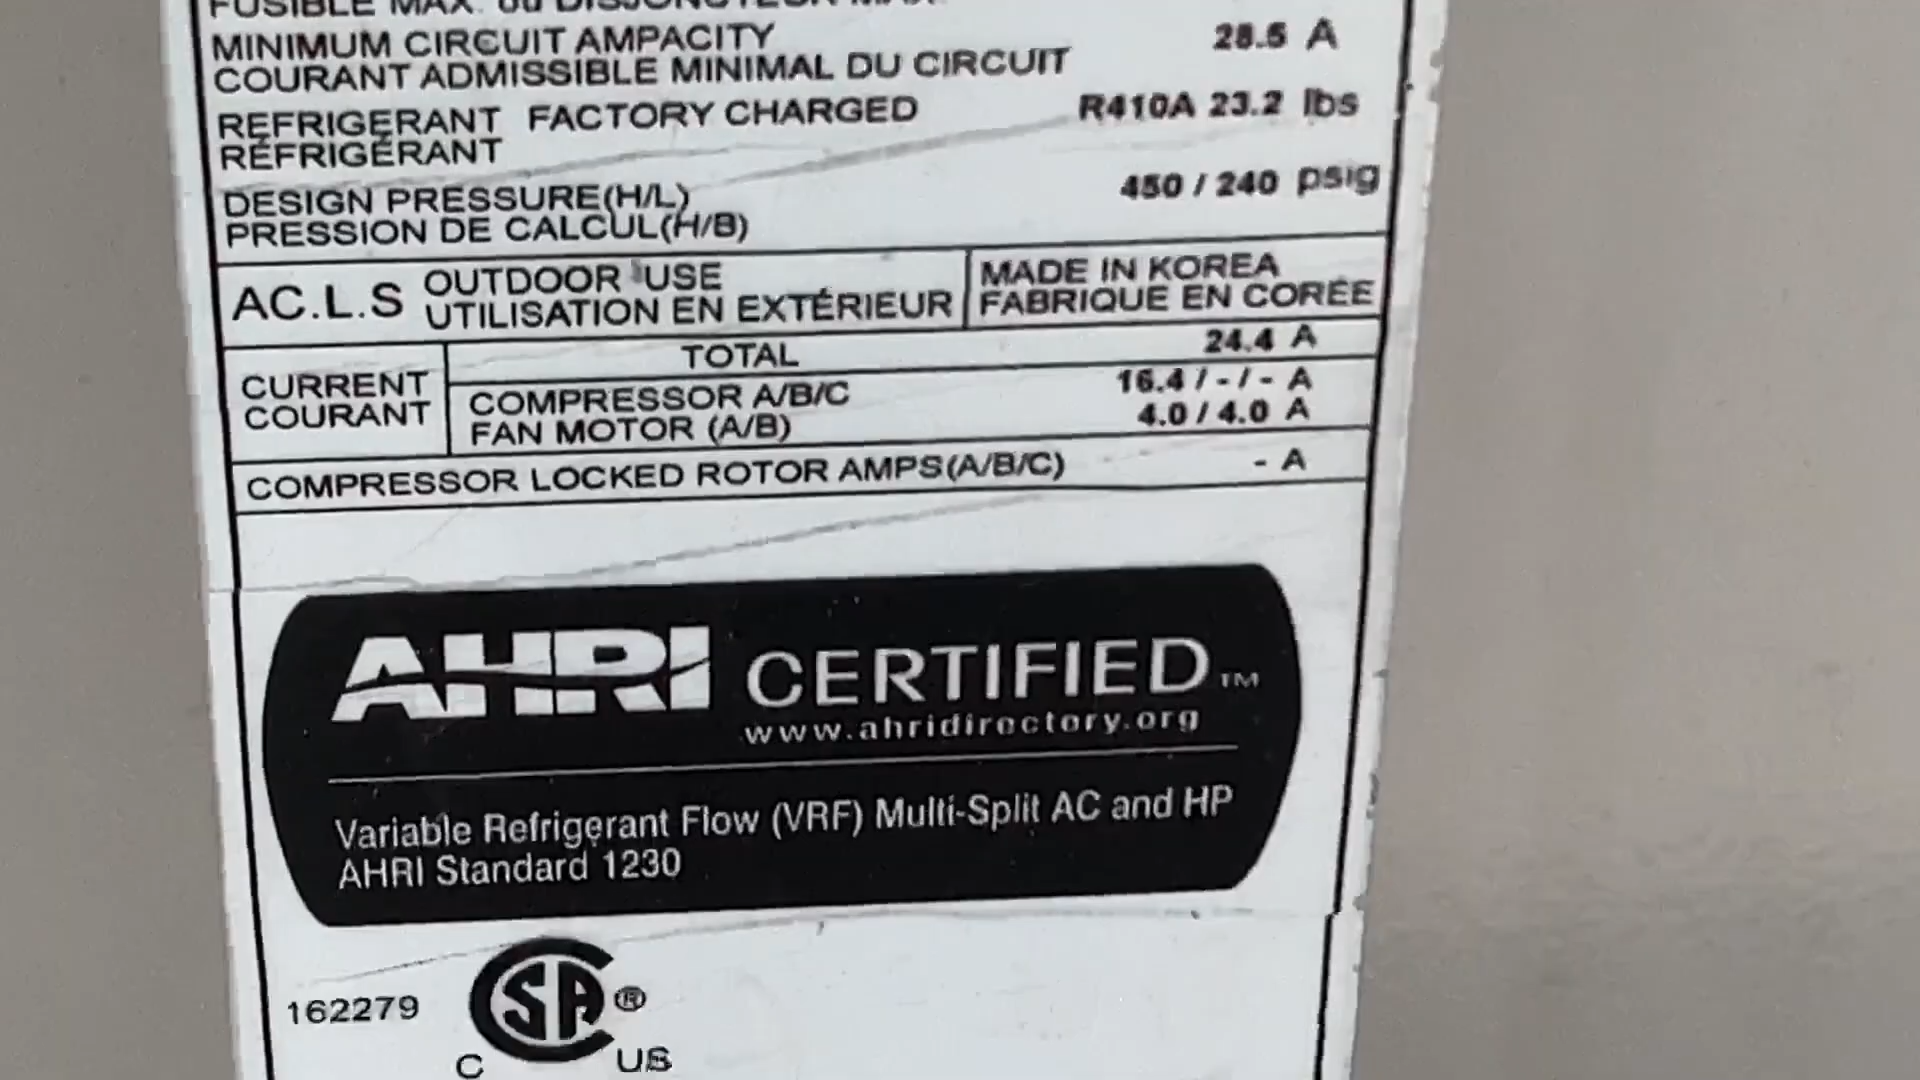 FUSIBLE MAX. OU DISJONCTEUR MAX.
MINIMUM CIRCUIT AMPACITY 28.5 A
COURANT ADMISSIBLE MINIMAL DU CIRCUIT
REFRIGERANT FACTORY CHARGED R410A 23.2 lbs
RÉFRIGÉRANT
DESIGN PRESSURE(H/L) 450 / 240 psig
PRESSION DE CALCUL(H/B)
AC.L.S OUTDOOR USE MADE IN KOREA
UTILISATION EN EXTÉRIEUR FABRIQUE EN CORÉE
CURRENT TOTAL 24.4 A
COURANT COMPRESSOR A/B/C 16.4 / - / - A
FAN MOTOR (A/B) 4.0 / 4.0 A
COMPRESSOR LOCKED ROTOR AMPS(A/B/C) - A
AHRI CERTIFIED™
www.ahridirectory.org
Variable Refrigerant Flow (VRF) Multi-Split AC and HP
AHRI Standard 1230
162279 CSA®
C US